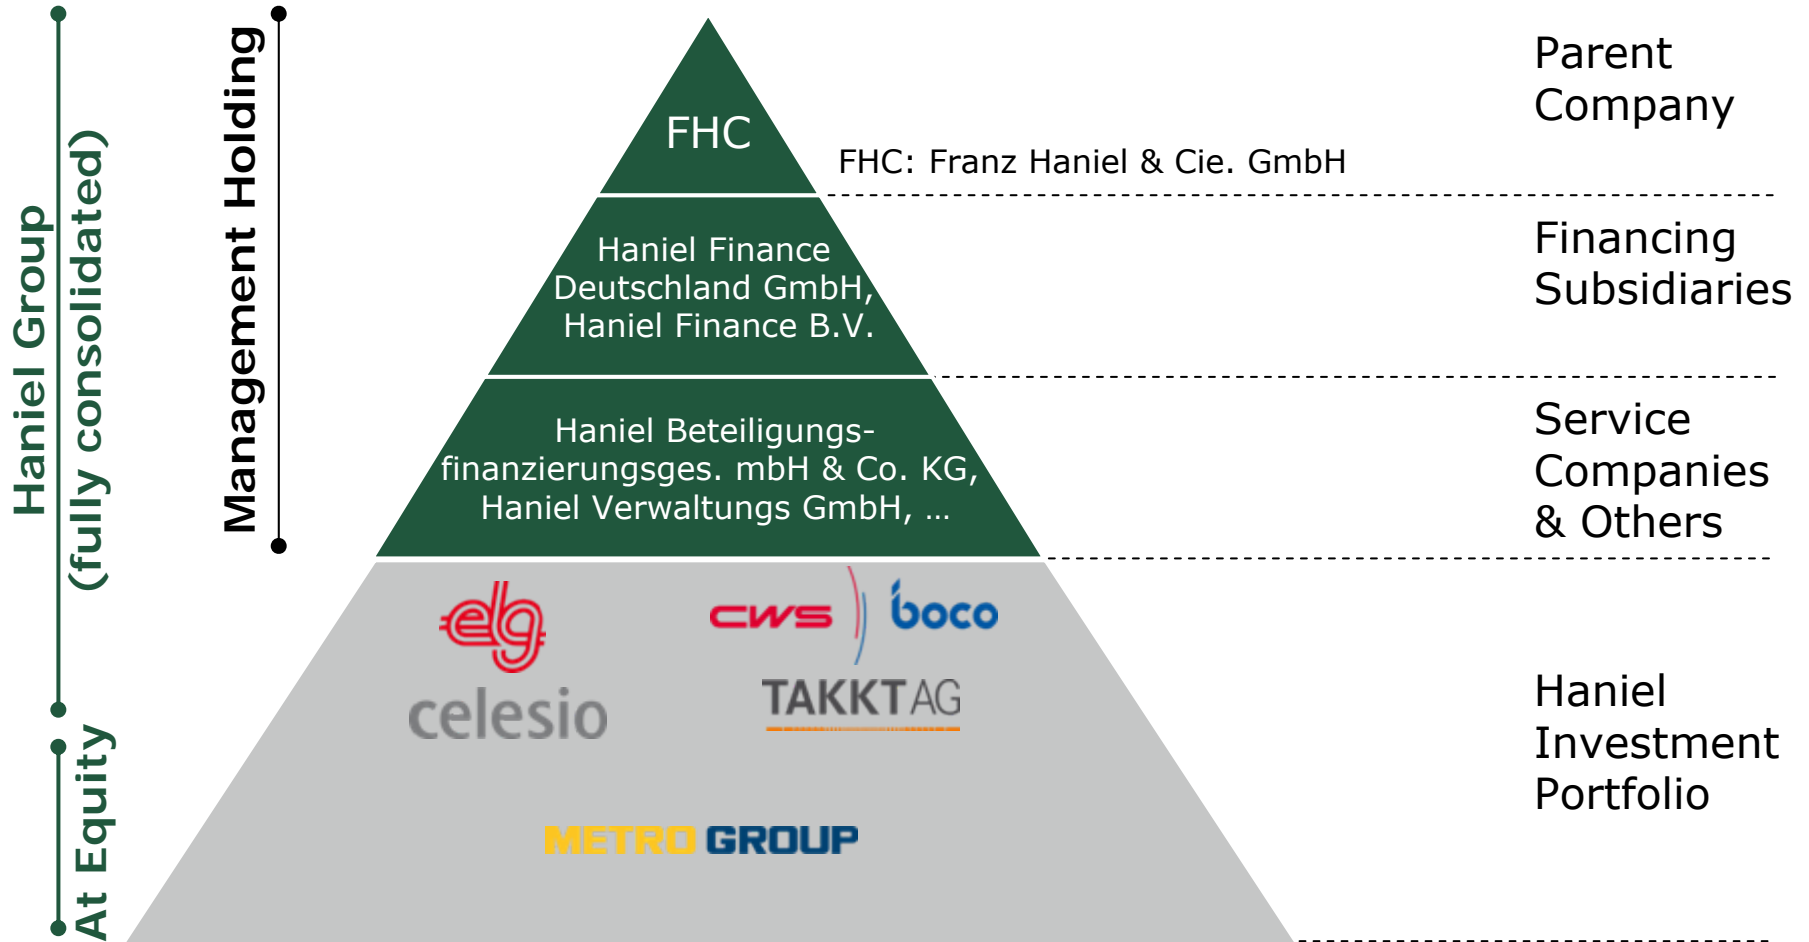 Haniel Group
(fully consolidated)
At Equity
Management Holding
FHC
FHC: Franz Haniel & Cie. GmbH
Parent
Company
Haniel Finance
Deutschland GmbH,
Haniel Finance B.V.
Financing
Subsidiaries
Haniel Beteiligungs-
finanzierungsges. mbH & Co. KG,
Haniel Verwaltungs GmbH, …
Service
Companies
& Others
elg
cws boco
celesio
TAKKT AG
METRO GROUP
Haniel
Investment
Portfolio